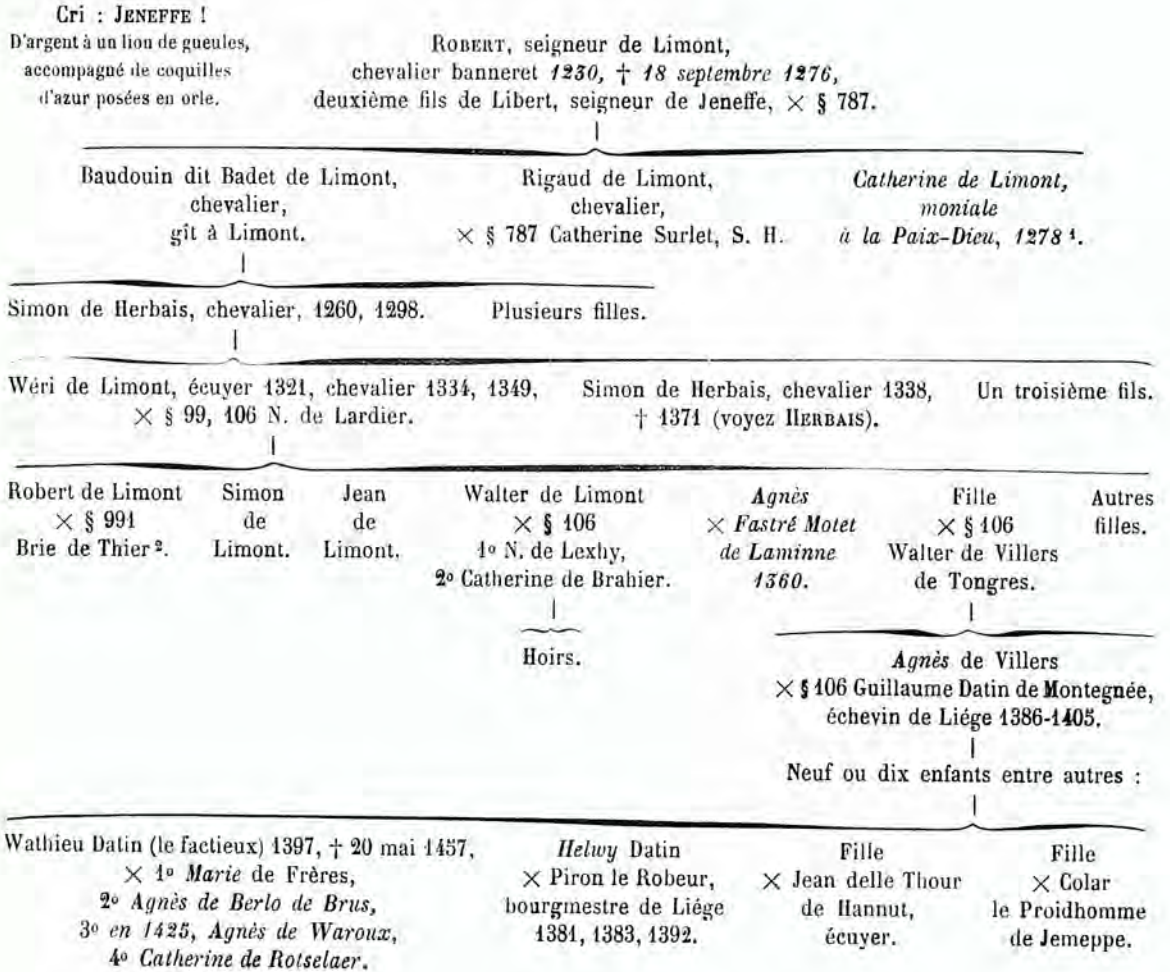 Cri : JENEFFE !
D'argent à un lion de gueules,
accompagné de coquilles
d'azur posées en orle.
ROBERT, seigneur de Limont,
chevalier banneret 1230, † 18 septembre 1276,
deuxième fils de Libert, seigneur de Jeneffe, × § 787.
Baudouin dit Badet de Limont,
chevalier,
gît à Limont.
Rigaud de Limont,
chevalier,
× § 787 Catherine Surlet, S. H.
Catherine de Limont,
moniale
à la Paix-Dieu, 1278 ¹.
Simon de Herbais, chevalier, 1260, 1298.
Plusieurs filles.
Wéri de Limont, écuyer 1321, chevalier 1334, 1349,
× § 99, 106 N. de Lardier.
Simon de Herbais, chevalier 1338,
† 1371 (voyez HERBAIS).
Un troisième fils.
Robert de Limont
× § 991
Brie de Thier ².
Simon
de
Limont.
Jean
de
Limont.
Walter de Limont
× § 106
1º N. de Lexhy,
2º Catherine de Brahier.
Hoirs.
Agnès
× Fastré Motet
de Laminne
1360.
Fille
× § 106
Walter de Villers
de Tongres.
Autres
filles.
Agnès de Villers
× § 106 Guillaume Datin de Montegnée,
échevin de Liége 1386-1405.
Neuf ou dix enfants entre autres :
Wathieu Datin (le factieux) 1397, † 20 mai 1457,
× 1º Marie de Frères,
2º Agnès de Berlo de Brus,
3º en 1425, Agnès de Waroux,
4º Catherine de Rotselaer.
Helwy Datin
× Piron le Robeur,
bourgmestre de Liége
1381, 1383, 1392.
Fille
× Jean delle Thour
de Hannut,
écuyer.
Fille
× Colar
le Proidhomme
de Jemeppe.